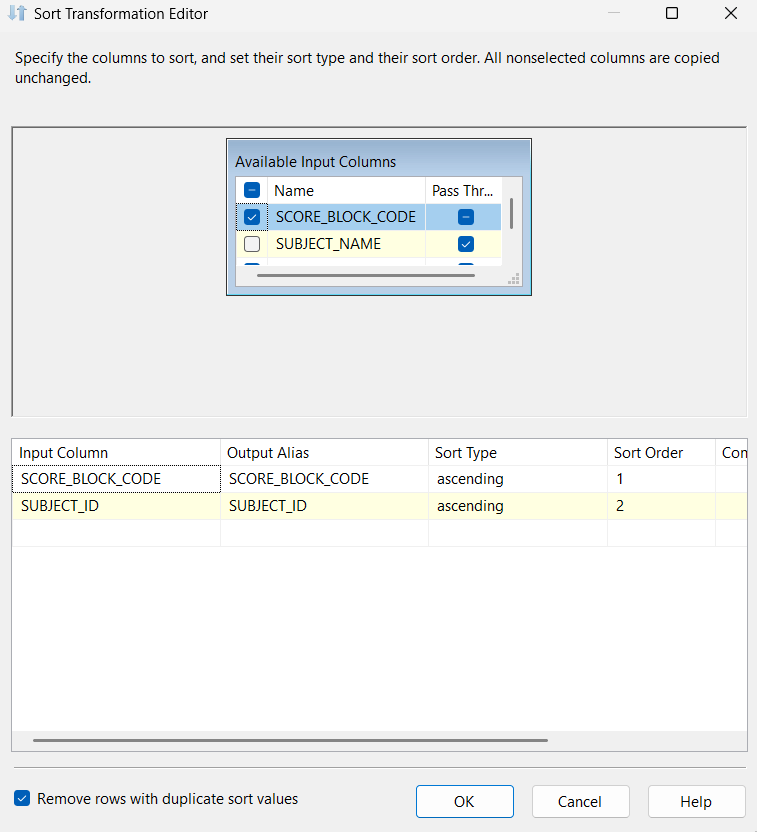 Sort Transformation Editor
Specify the columns to sort, and set their sort type and their sort order. All nonselected columns are copied
unchanged.
Available Input Columns
Name Pass Thr...
SCORE_BLOCK_CODE
SUBJECT_NAME
Input Column Output Alias Sort Type Sort Order
SCORE_BLOCK_CODE SCORE_BLOCK_CODE ascending 1
SUBJECT_ID SUBJECT_ID ascending 2
Remove rows with duplicate sort values OK Cancel Help